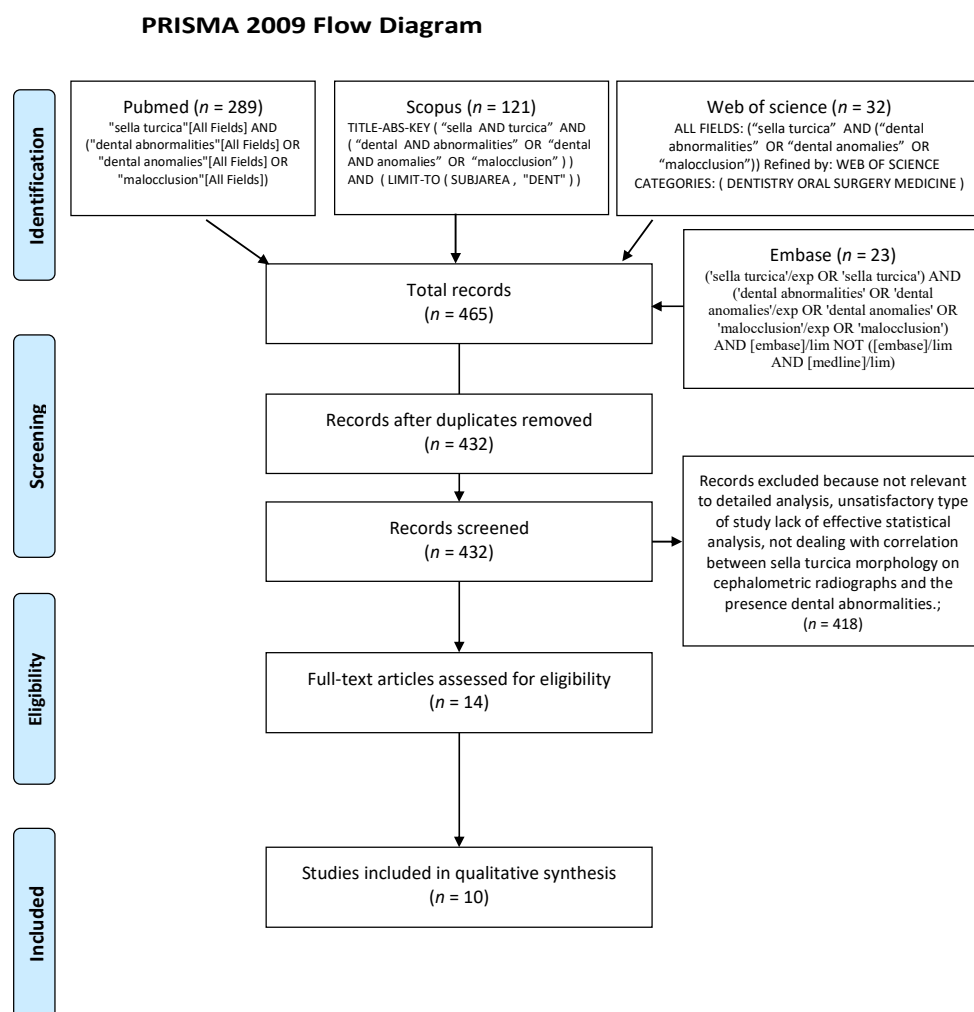 PRISMA 2009 Flow Diagram
Identification
Pubmed (n = 289)
"sella turcica"[All Fields] AND
("dental abnormalities"[All Fields] OR
"dental anomalies"[All Fields] OR
"malocclusion"[All Fields])
Scopus (n = 121)
TITLE-ABS-KEY ( “sella AND turcica” AND
( “dental AND abnormalities” OR “dental
AND anomalies” OR “malocclusion” ) )
AND ( LIMIT-TO ( SUBJAREA , "DENT" ) )
Web of science (n = 32)
ALL FIELDS: (“sella turcica” AND (“dental
abnormalities” OR “dental anomalies” OR
“malocclusion”)) Refined by: WEB OF SCIENCE
CATEGORIES: ( DENTISTRY ORAL SURGERY MEDICINE )
Embase (n = 23)
('sella turcica'/exp OR 'sella turcica') AND
('dental abnormalities' OR 'dental
anomalies'/exp OR 'dental anomalies' OR
'malocclusion'/exp OR 'malocclusion')
AND [embase]/lim NOT ([embase]/lim
AND [medline]/lim)
Total records
(n = 465)
Screening
Records after duplicates removed
(n = 432)
Records screened
(n = 432)
Records excluded because not relevant
to detailed analysis, unsatisfactory type
of study lack of effective statistical
analysis, not dealing with correlation
between sella turcica morphology on
cephalometric radiographs and the
presence dental abnormalities.;
(n = 418)
Eligibility
Full-text articles assessed for eligibility
(n = 14)
Included
Studies included in qualitative synthesis
(n = 10)